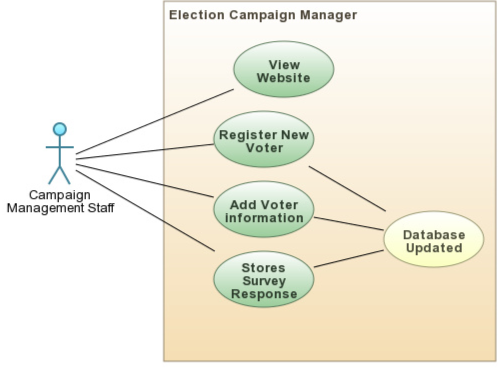 Election Campaign Manager
View
Website
Register New
Voter
Campaign
Management Staff
Add Voter
information
Database
Updated
Stores
Survey
Response